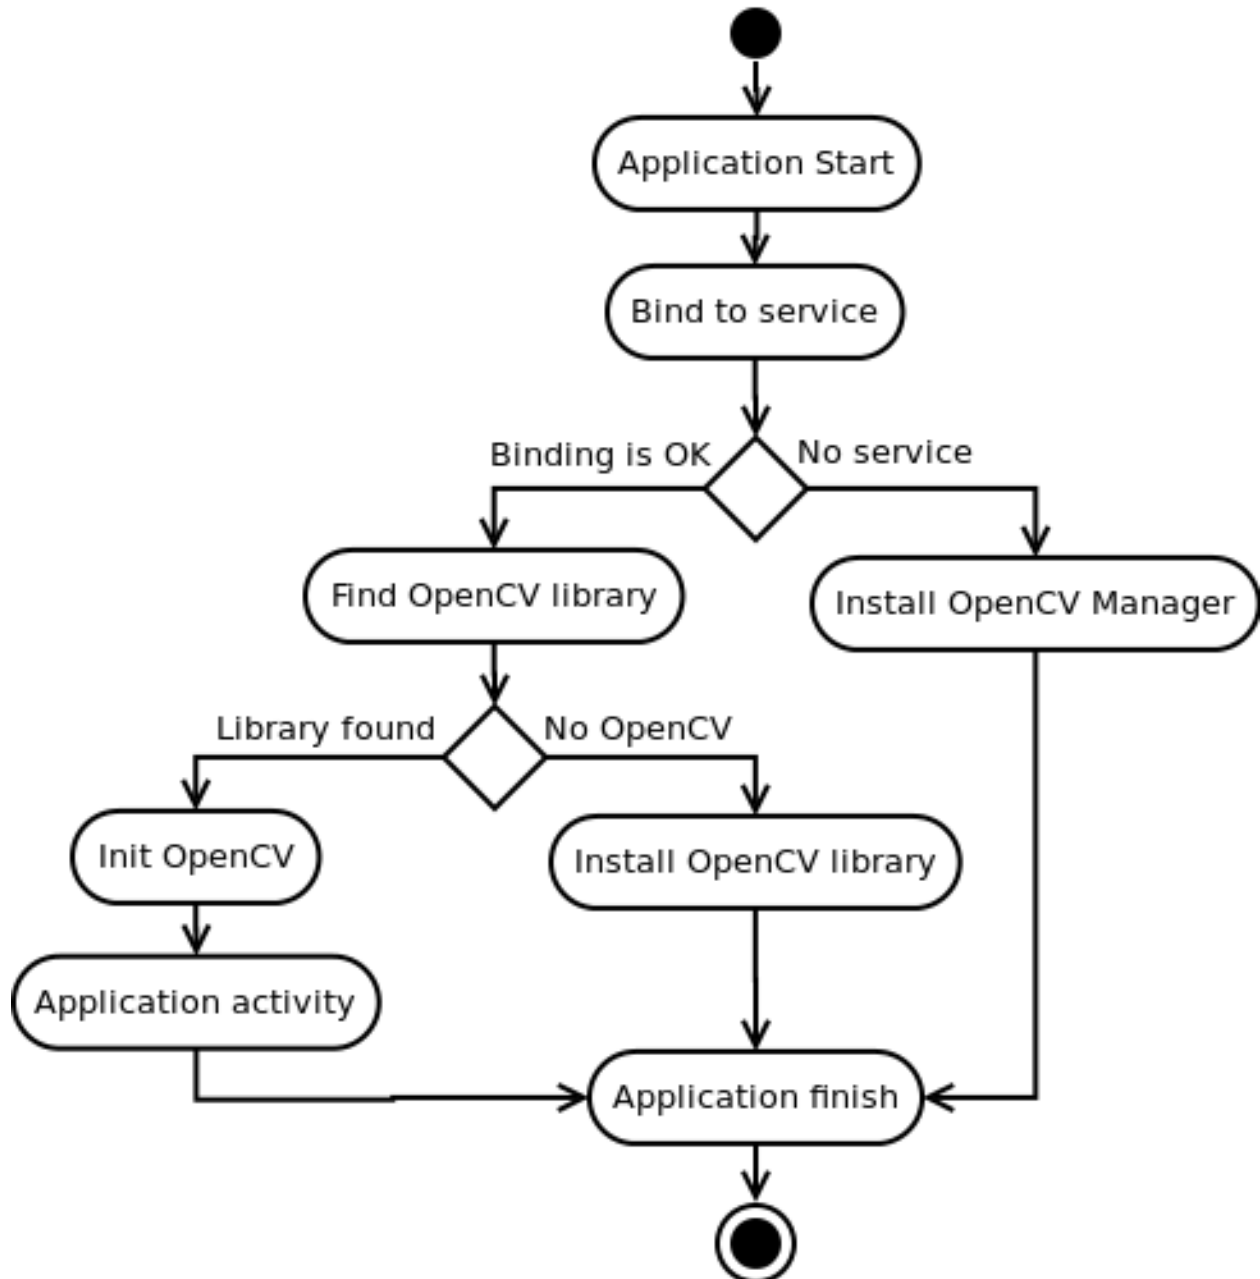 Application Start
Bind to service
Binding is OK
No service
Find OpenCV library
Install OpenCV Manager
Library found
No OpenCV
Init OpenCV
Install OpenCV library
Application activity
Application finish